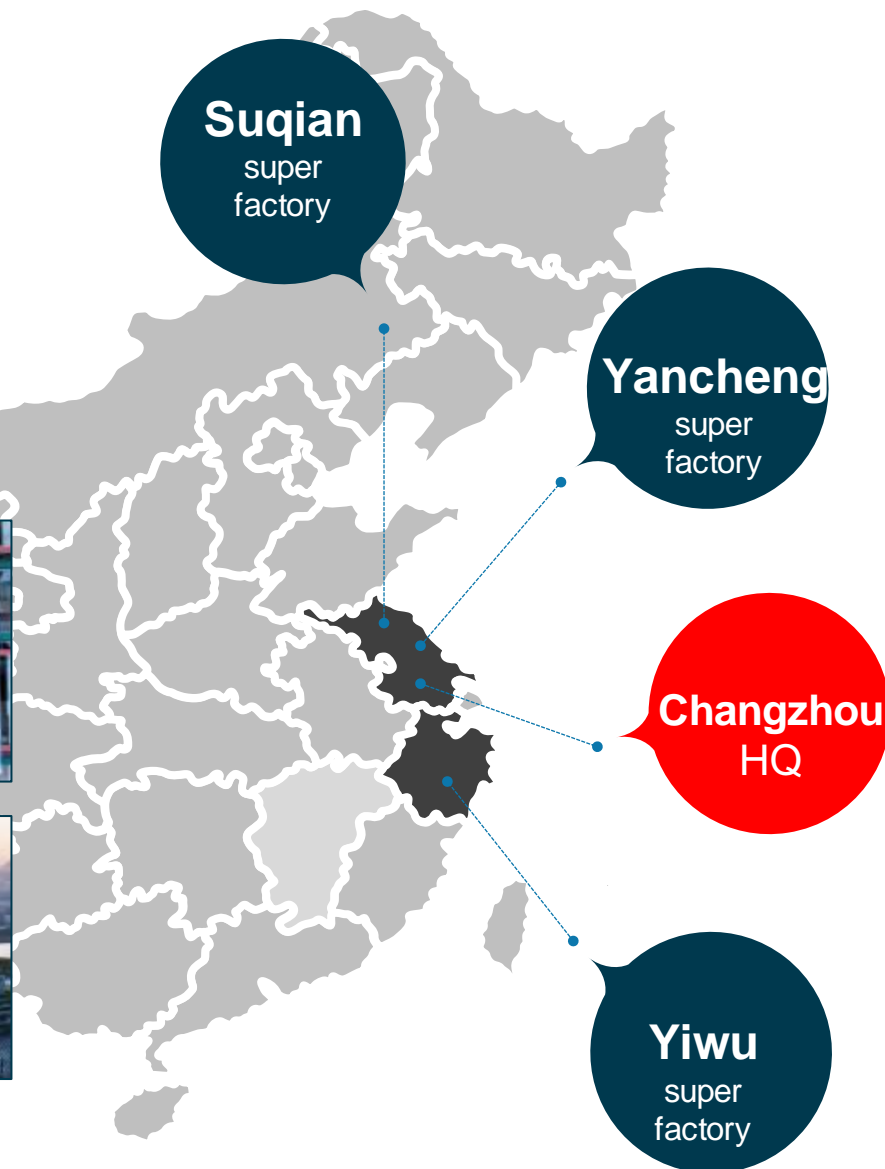 Suqian
super
factory
Yancheng
super
factory
Changzhou
HQ
Yiwu
super
factory